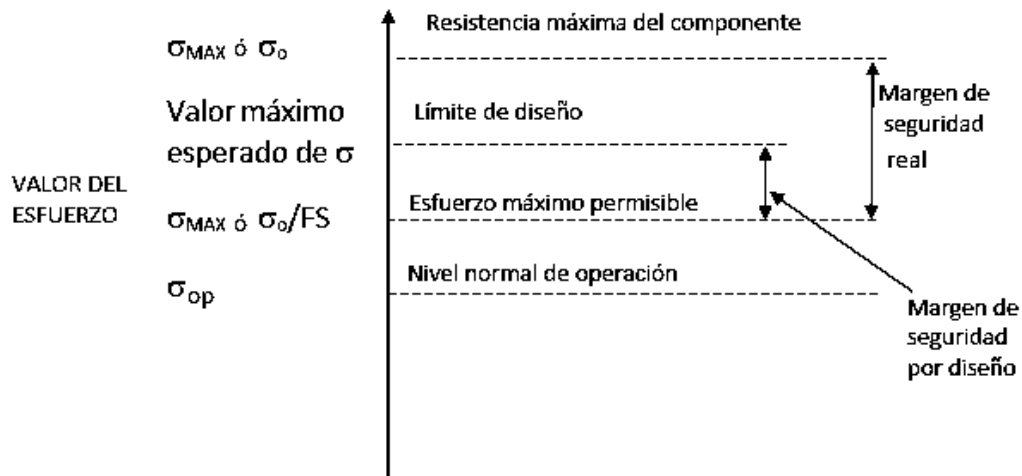 Resistencia máxima del componente
σMAX ó σo
Valor máximo
esperado de σ
Límite de diseño
Margen de
seguridad
real
VALOR DEL
ESFUERZO
σMAX ó σo/FS
Esfuerzo máximo permisible
σop
Nivel normal de operación
Margen de
seguridad
por diseño